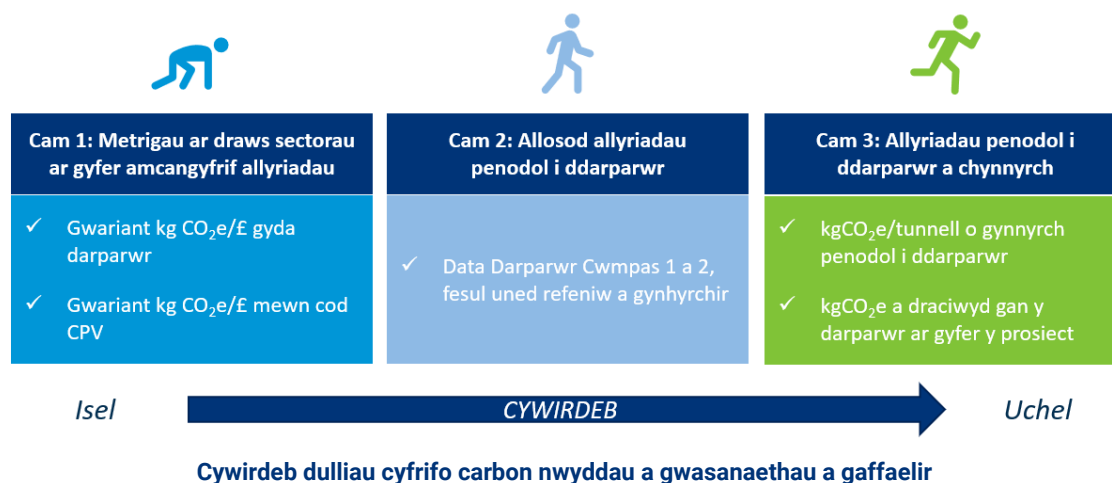 Cam 1: Metrigau ar draws sectorau
ar gyfer amcangyfrif allyriadau
✓ Gwariant kg CO₂e/£ gyda
darparwr
✓ Gwariant kg CO₂e/£ mewn cod
CPV
Cam 2: Allosod allyriadau
penodol i ddarparwr
✓ Data Darparwr Cwmpas 1 a 2,
fesul uned refeniw a gynhyrchir
Cam 3: Allyriadau penodol i
ddarparwr a chynnyrch
✓ kgCO₂e/tunnell o gynnyrch
penodol i ddarparwr
✓ kgCO₂e a draciwyd gan y
darparwr ar gyfer y prosiect
Isel
CYWIRDEB
Uchel
Cywirdeb dulliau cyfrifo carbon nwyddau a gwasanaethau a gaffaelir